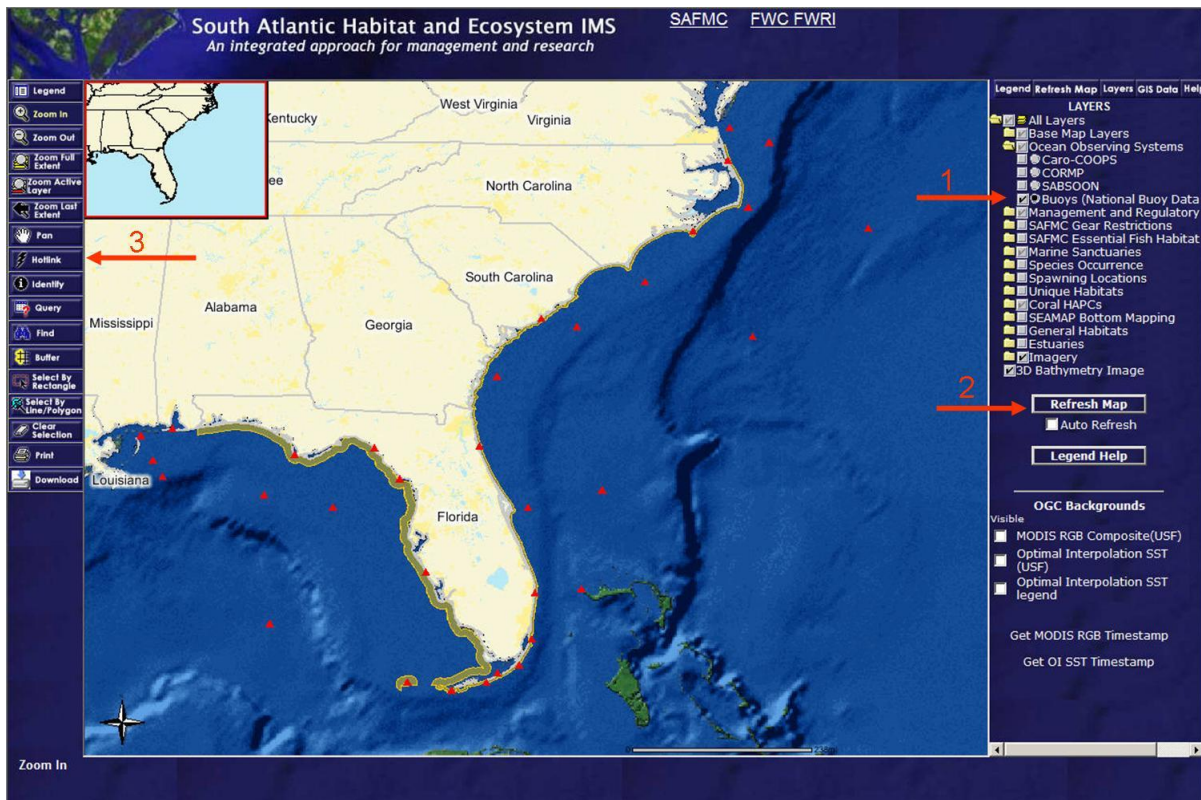 South Atlantic Habitat and Ecosystem IMS
An integrated approach for management and research
SAFMC FWC FWRI
Legend
Zoom In
Zoom Out
Zoom Full
Extent
Zoom Active
Layer
Zoom Last
Extent
Pan
Hotlink
Identify
Query
Find
Buffer
Select By
Rectangle
Select By
Line/Polygon
Clear
Selection
Print
Download
Zoom In
3
West Virginia
Kentucky
Virginia
ee
North Carolina
South Carolina
Alabama
Georgia
Mississippi
Louisiana
Florida
1
2
Legend Refresh Map Layers GIS Data Help
LAYERS
All Layers
Base Map Layers
Ocean Observing Systems
Caro-COOPS
CORMP
SABSOON
Buoys (National Buoy Data
Management and Regulatory
SAFMC Gear Restrictions
SAFMC Essential Fish Habitat
Marine Sanctuaries
Species Occurrence
Spawning Locations
Unique Habitats
Coral HAPCs
SEAMAP Bottom Mapping
General Habitats
Estuaries
Imagery
3D Bathymetry Image
Refresh Map
Auto Refresh
Legend Help
OGC Backgrounds
Visible
MODIS RGB Composite(USF)
Optimal Interpolation SST
(USF)
Optimal Interpolation SST
legend
Get MODIS RGB Timestamp
Get OI SST Timestamp